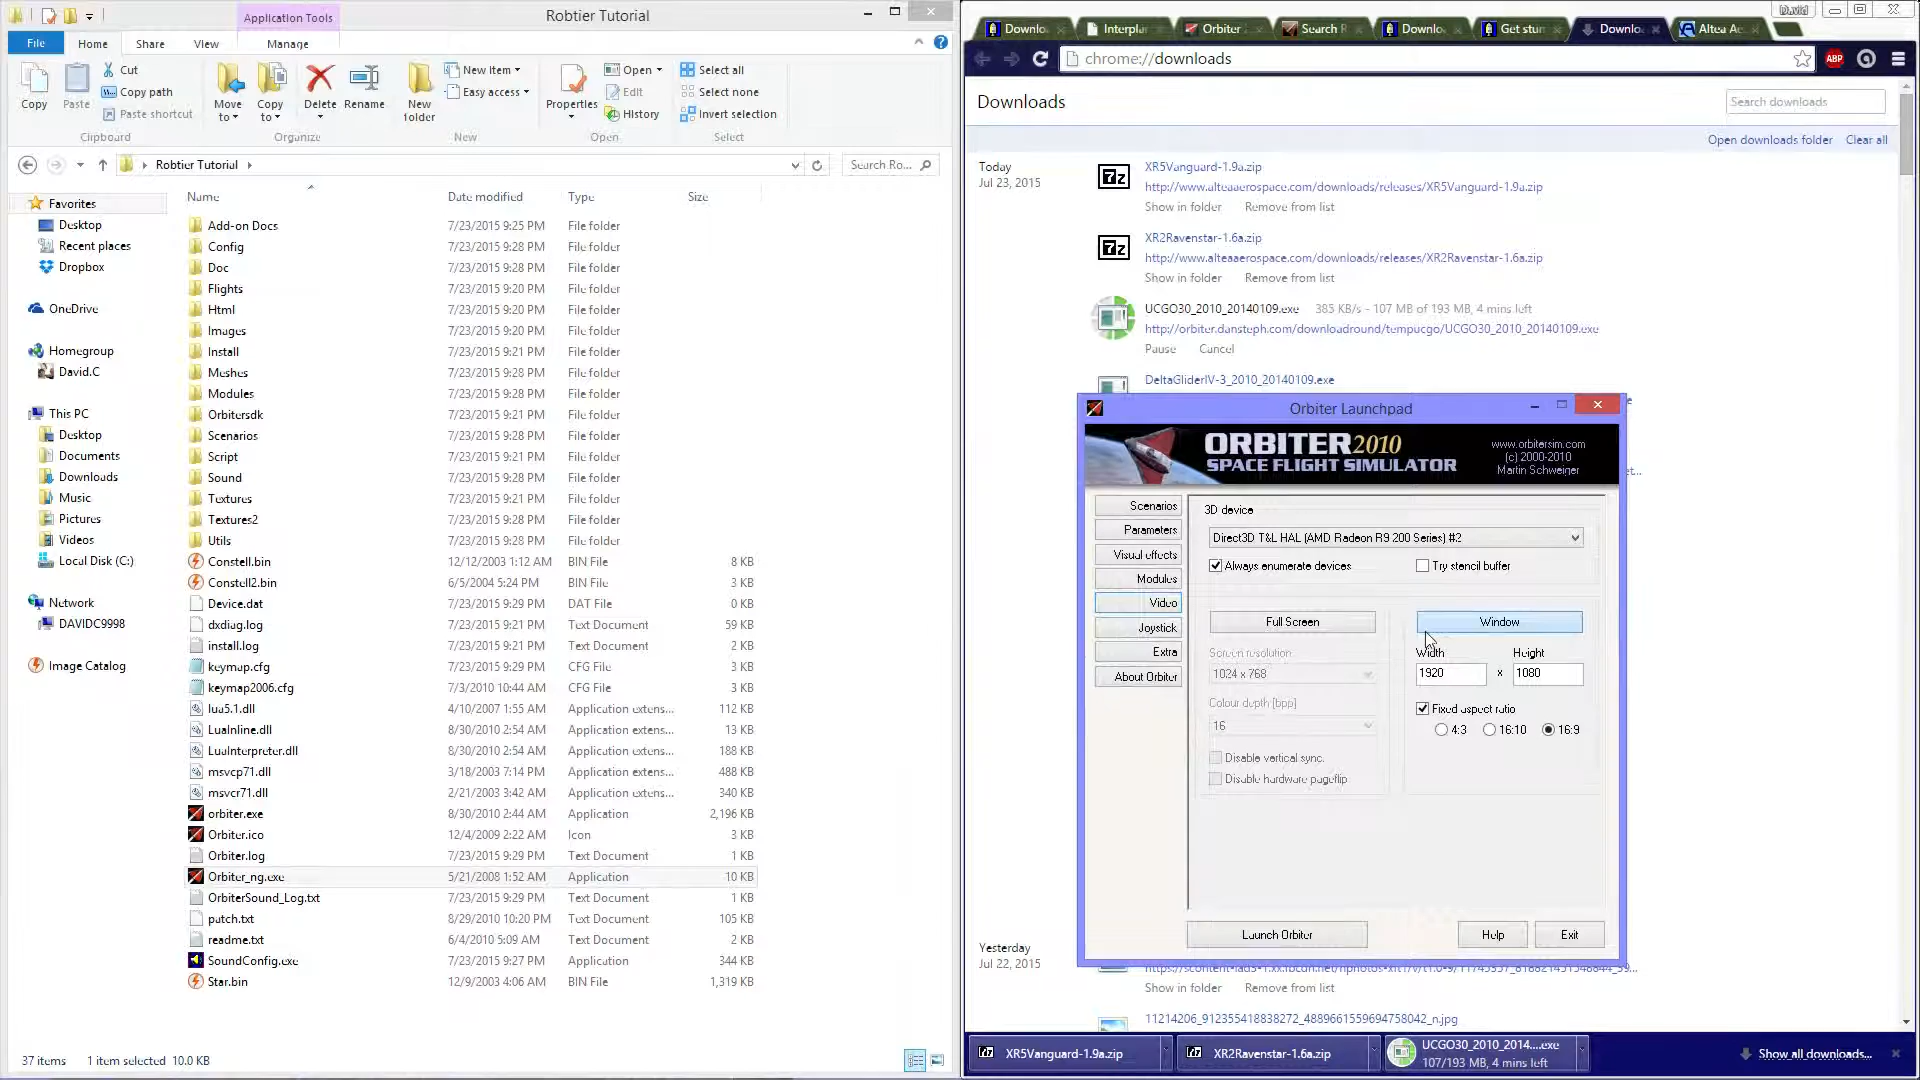 Application Tools
Robtier Tutorial
File
Home
Share
View
Manage
Copy
Paste
Cut
Copy path
Paste shortcut
Clipboard
Move to
Copy to
Delete
Rename
Organize
New folder
New Item
Easy access
New
Properties
Open
Edit
History
Open
Select all
Select none
Invert selection
Select
Robtier Tutorial
Search Ro...
Favorites
Desktop
Recent places
Dropbox
OneDrive
Homegroup
David.C
This PC
Desktop
Documents
Downloads
Music
Pictures
Videos
Local Disk (C:)
Network
DAVIDC9998
Image Catalog
Name Date modified Type Size
Add-on Docs 7/23/2015 9:25 PM File folder
Config 7/23/2015 9:28 PM File folder
Doc 7/23/2015 9:28 PM File folder
Flights 7/23/2015 9:20 PM File folder
Html 7/23/2015 9:20 PM File folder
Images 7/23/2015 9:20 PM File folder
Install 7/23/2015 9:21 PM File folder
Meshes 7/23/2015 9:28 PM File folder
Modules 7/23/2015 9:28 PM File folder
Orbitersdk 7/23/2015 9:21 PM File folder
Scenarios 7/23/2015 9:28 PM File folder
Script 7/23/2015 9:21 PM File folder
Sound 7/23/2015 9:28 PM File folder
Textures 7/23/2015 9:21 PM File folder
Textures2 7/23/2015 9:28 PM File folder
Utils 7/23/2015 9:28 PM File folder
Constell.bin 12/12/2003 1:12 AM BIN File 8 KB
Constell2.bin 6/5/2004 5:24 PM BIN File 3 KB
Device.dat 7/23/2015 9:29 PM DAT File 0 KB
dxdiag.log 7/23/2015 9:29 PM Text Document 59 KB
install.log 7/23/2015 9:28 PM Text Document 2 KB
keymap.cfg 7/23/2015 9:29 PM CFG File 3 KB
keymap2006.cfg 7/3/2010 10:44 AM CFG File 3 KB
lua5.1.dll 4/10/2007 1:55 AM Application extens... 112 KB
LuaInline.dll 8/30/2010 2:54 AM Application extens... 13 KB
LuaInterpreter.dll 8/30/2010 2:54 AM Application extens... 188 KB
msvcp71.dll 3/18/2003 7:14 PM Application extens... 488 KB
msvcr71.dll 2/21/2003 3:42 AM Application extens... 340 KB
orbiter.exe 8/30/2010 2:44 AM Application 2,196 KB
Orbiter.ico 12/4/2009 2:22 AM Icon 3 KB
Orbiter.log 7/23/2015 9:29 PM Text Document 1 KB
Orbiter_ng.exe 5/21/2008 1:52 AM Application 10 KB
OrbiterSound_Log.txt 7/23/2015 9:29 PM Text Document 1 KB
patch.txt 8/29/2010 10:20 PM Text Document 105 KB
readme.txt 6/4/2010 5:09 AM Text Document 2 KB
SoundConfig.exe 7/23/2015 9:27 PM Application 344 KB
Star.bin 12/9/2003 4:06 AM BIN File 1,319 KB
37 items 1 item selected 10.0 KB
David
Downlo
Interplan
Orbiter
Search R
Downlo
Get stun
Downlo
Altea Ae
chrome://downloads
ABP
Downloads
Search downloads
Open downloads folder Clear all
Today
Jul 23, 2015
7z
XR5Vanguard-1.9a.zip
http://www.alteaaerospace.com/downloads/releases/XR5Vanguard-1.9a.zip
Show in folder Remove from list
7z
XR2Ravenstar-1.6a.zip
http://www.alteaaerospace.com/downloads/releases/XR2Ravenstar-1.6a.zip
Show in folder Remove from list
UCGO30_2010_20140109.exe 385 KB/s - 107 MB of 193 MB, 4 mins left
http://orbiter.dansteph.com/downloadround/tempucgo/UCGO30_2010_20140109.exe
Pause Cancel
DeltaGliderIV-3_2010_20140109.exe
Orbiter Launchpad
ORBITER2010
SPACE FLIGHT SIMULATOR
www.orbitersim.com
(c) 2000-2010
Martin Schweiger
Scenarios
Parameters
Visual effects
Modules
Video
Joystick
Extra
About Orbiter
3D device
Direct3D T&L HAL (AMD Radeon R9 200 Series) #2
Always enumerate devices
Try stencil buffer
Full Screen
Window
Screen resolution
1024 x 768
Colour depth [bpp]
16
Disable vertical sync.
Disable hardware pageflip
Width Height
1920 x 1080
Fixed aspect ratio
4:3 16:10 16:9
Launch Orbiter
Help
Exit
Yesterday
Jul 22, 2015
Show in folder Remove from list
11214206_912355418838272_4889661559694758042_n.jpg
XR5Vanguard-1.9a.zip
XR2Ravenstar-1.6a.zip
UCGO30_2010_2014....exe
107/193 MB, 4 mins left
Show all downloads...